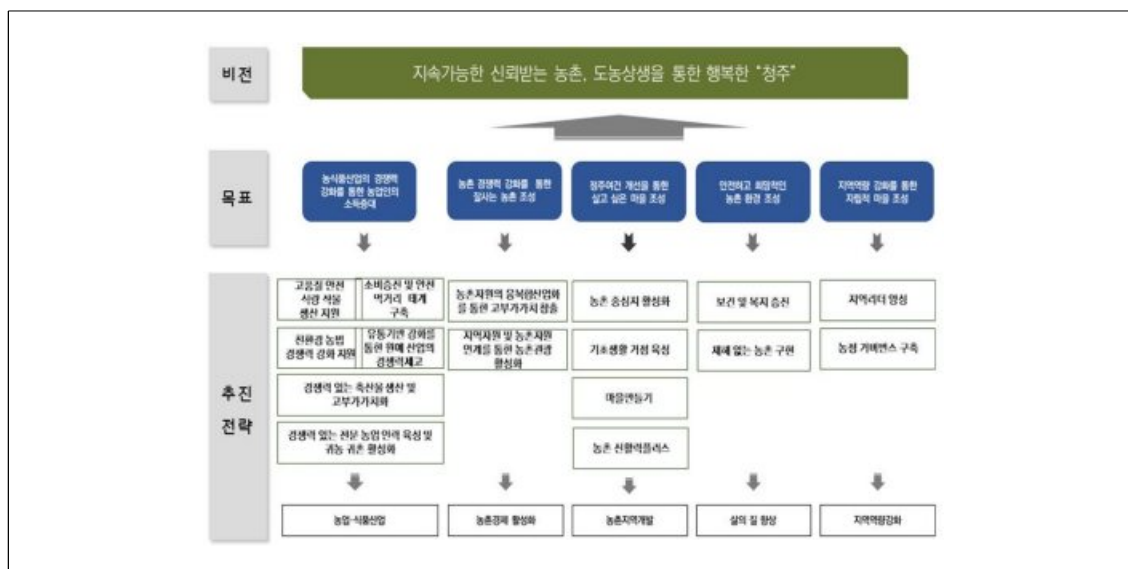 비전
지속가능한 신뢰받는 농촌, 도농상생을 통한 행복한 "청주"
목표
농식품산업의 경쟁력
강화를 통한 농업인의
소득증대
농촌 경쟁력 강화를 통한
잘사는 농촌 조성
정주여건 개선을 통한
살고 싶은 마을 조성
안전하고 희망적인
농촌 환경 조성
지역역량 강화를 통한
자립적 마을 조성
추진
전략
고품질 안전
식량 작물
생산 지원
소비증진 및 안전
먹거리 체계
구축
친환경 농법
경쟁력 강화 지원
유통기반 강화를
통한 원예 산업의
경쟁력제고
경쟁력 있는 축산물 생산 및
고부가가치화
경쟁력 있는 전문 농업 인력 육성 및
귀농 귀촌 활성화
농촌자원의 융복합산업화
를 통한 고부가가치 창출
지역자원 및 농촌자원
연계를 통한 농촌관광
활성화
농촌 중심지 활성화
기초생활 거점 육성
마을만들기
농촌 신활력플러스
보건 및 복지 증진
재해 없는 농촌 구현
지역리더 양성
농정 거버넌스 구축
농업·식품산업
농촌경제 활성화
농촌지역개발
삶의 질 향상
지역역량강화